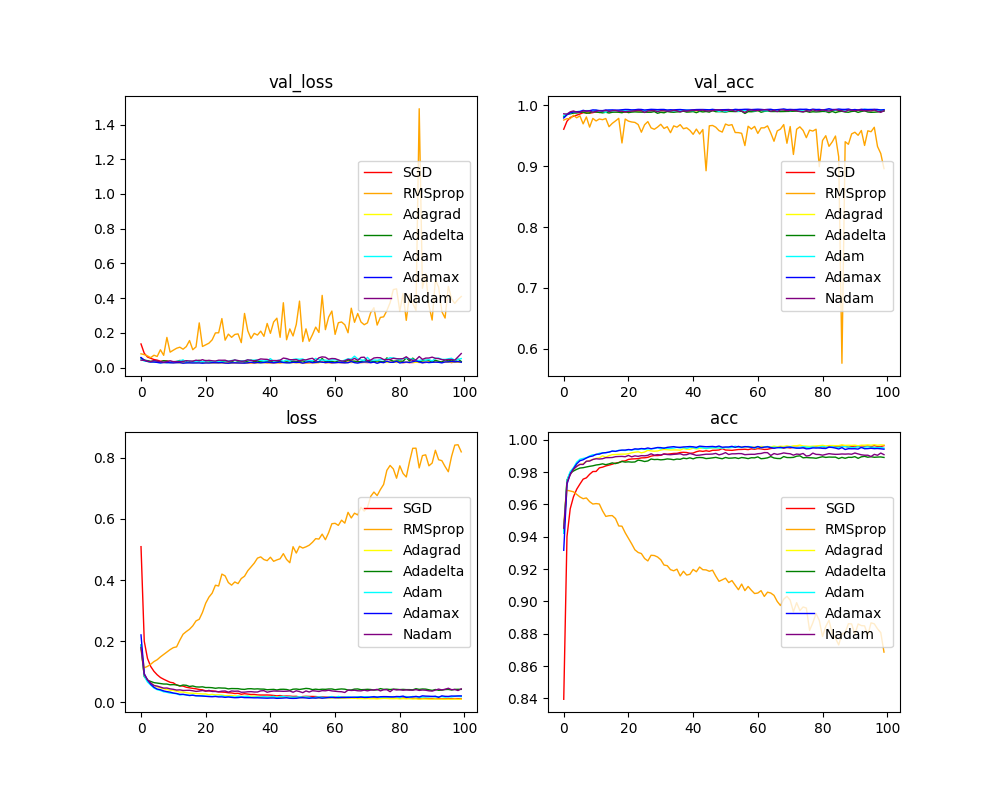 val_loss
1.4
1.2
1.0
0.8
0.6
0.4
0.2
0.0
0 20 40 60 80 100
SGD
RMSprop
Adagrad
Adadelta
Adam
Adamax
Nadam
val_acc
1.0
0.9
0.8
0.7
0.6
0 20 40 60 80 100
SGD
RMSprop
Adagrad
Adadelta
Adam
Adamax
Nadam
loss
0.8
0.6
0.4
0.2
0.0
0 20 40 60 80 100
SGD
RMSprop
Adagrad
Adadelta
Adam
Adamax
Nadam
acc
1.00
0.98
0.96
0.94
0.92
0.90
0.88
0.86
0.84
0 20 40 60 80 100
SGD
RMSprop
Adagrad
Adadelta
Adam
Adamax
Nadam